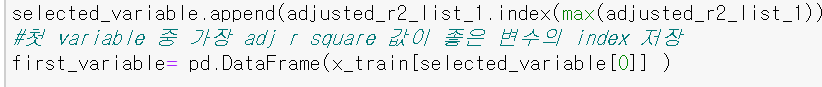 selected_variable.append(adjusted_r2_list_1.index(max(adjusted_r2_list_1))
#첫 variable 중 가장 adj r square 값이 좋은 변수의 index 저장
first_variable= pd.DataFrame(x_train[selected_variable[0]] )